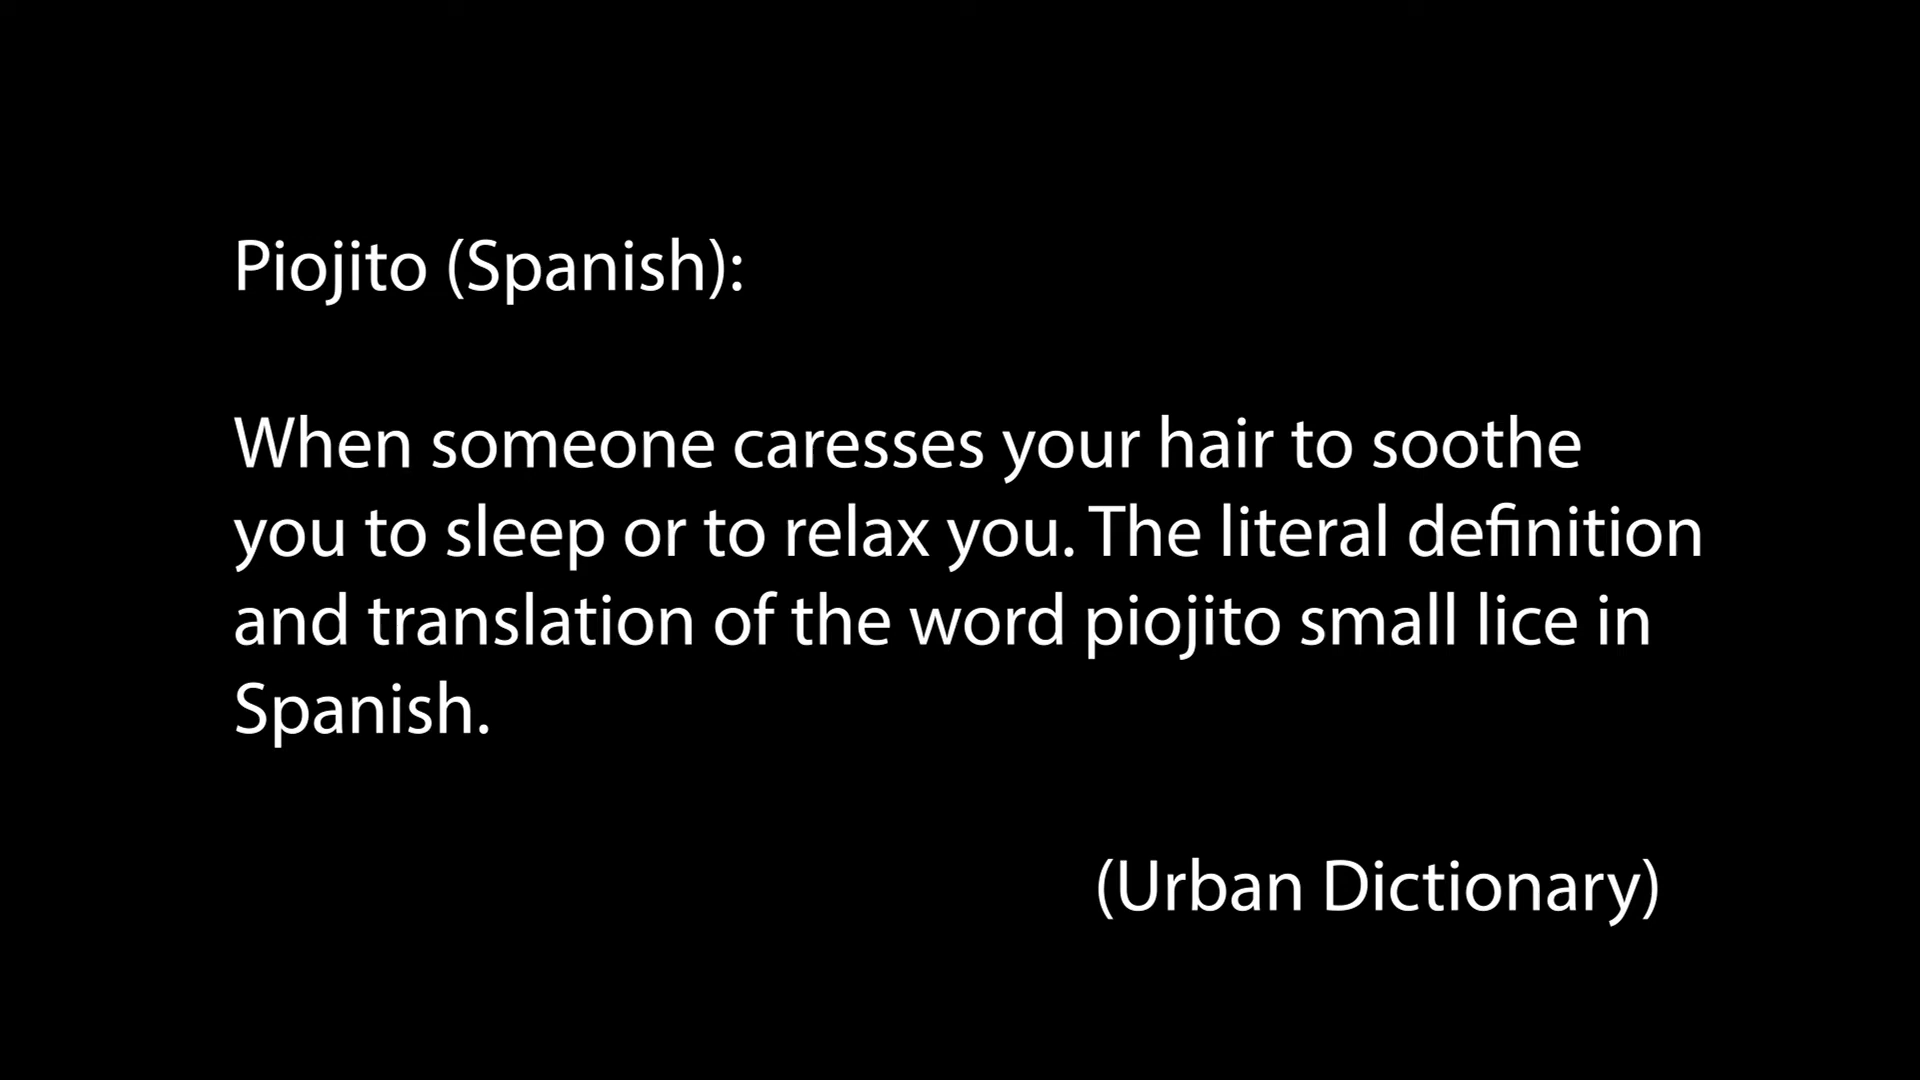 Piojito (Spanish):
When someone caresses your hair to soothe
you to sleep or to relax you. The literal definition
and translation of the word piojito small lice in
Spanish.
(Urban Dictionary)